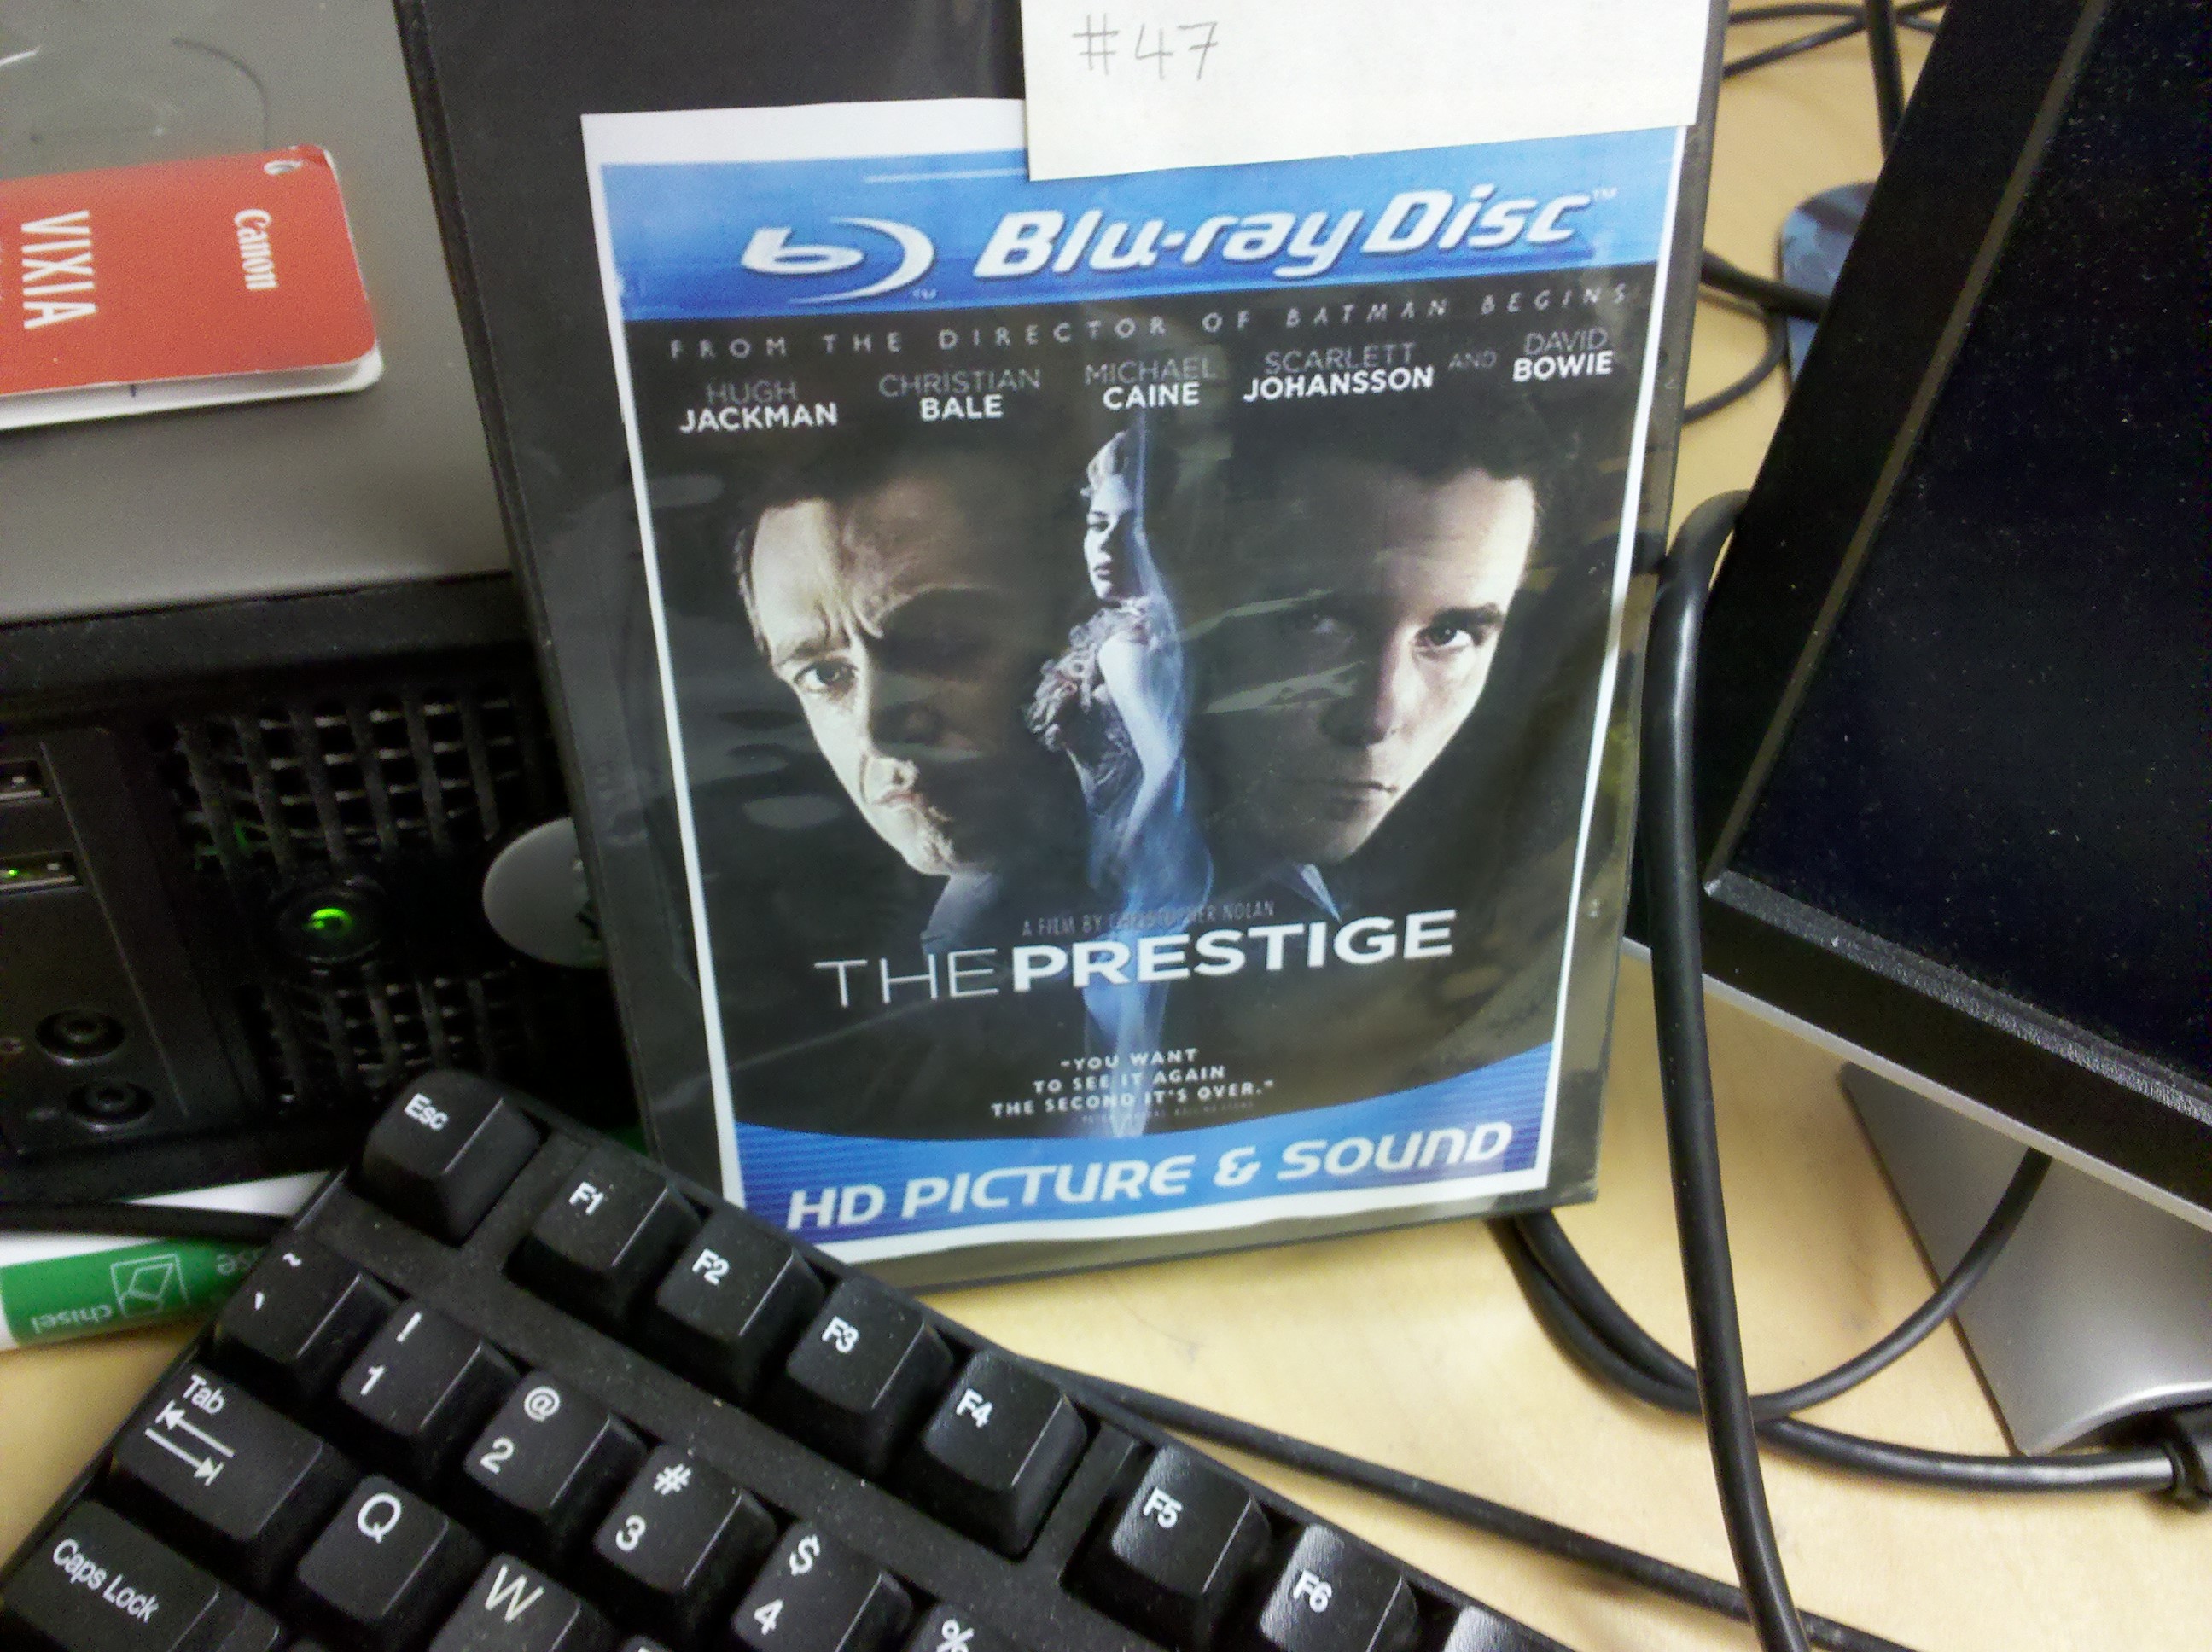 #47
Canon
VIXIA
Blu-ray Disc™
FROM THE DIRECTOR OF BATMAN BEGINS
HUGH JACKMAN
CHRISTIAN BALE
MICHAEL CAINE
SCARLETT JOHANSSON
AND
DAVID BOWIE
A FILM BY CHRISTOPHER NOLAN
THE PRESTIGE
"YOU WANT
TO SEE IT AGAIN
THE SECOND IT'S OVER."
HD PICTURE & SOUND
chisel
Esc
F1
F2
F3
F4
F5
F6
~
`
!
1
@
2
#
3
$
4
%
Tab
Q
W
Caps Lock